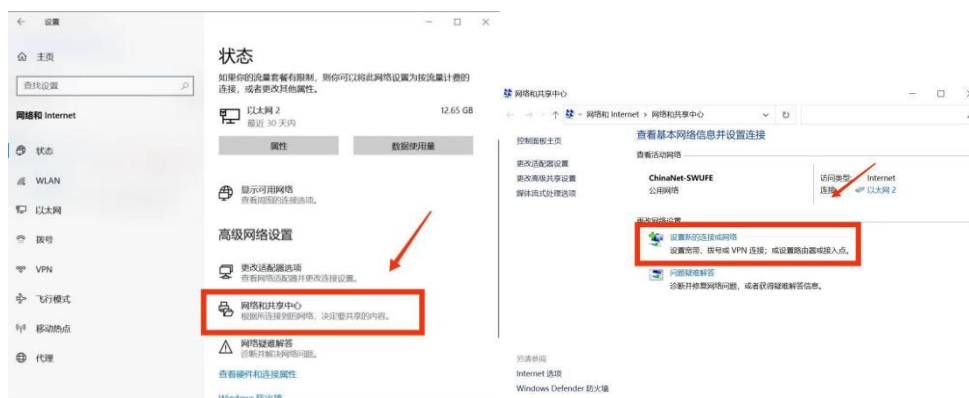 设置
主页
查找设置
网络和 Internet
状态
WLAN
以太网
拨号
VPN
飞行模式
移动热点
代理
状态
如果你的流量套餐有限制，则你可以将此网络设置为按流量计费的
连接，或者更改其他属性。
以太网 2
最近 30 天内
12.65 GB
属性
数据使用量
显示可用网络
查看周围的连接选项。
高级网络设置
更改适配器选项
查看网络适配器并更改连接设置。
网络和共享中心
根据所连接到的网络，决定要共享的内容。
网络疑难解答
诊断并解决网络问题。
查看硬件和连接属性
Windows 防火墙
网络和共享中心
网络和 Internet › 网络和共享中心
控制面板主页
更改适配器设置
更改高级共享设置
媒体流式处理选项
查看基本网络信息并设置连接
查看活动网络
ChinaNet-SWUFE
公用网络
访问类型: Internet
连接: 以太网 2
更改网络设置
设置新的连接或网络
设置宽带、拨号或 VPN 连接；或设置路由器或接入点。
问题疑难解答
诊断并修复网络问题，或者获得疑难解答信息。
另请参阅
Internet 选项
Windows Defender 防火墙